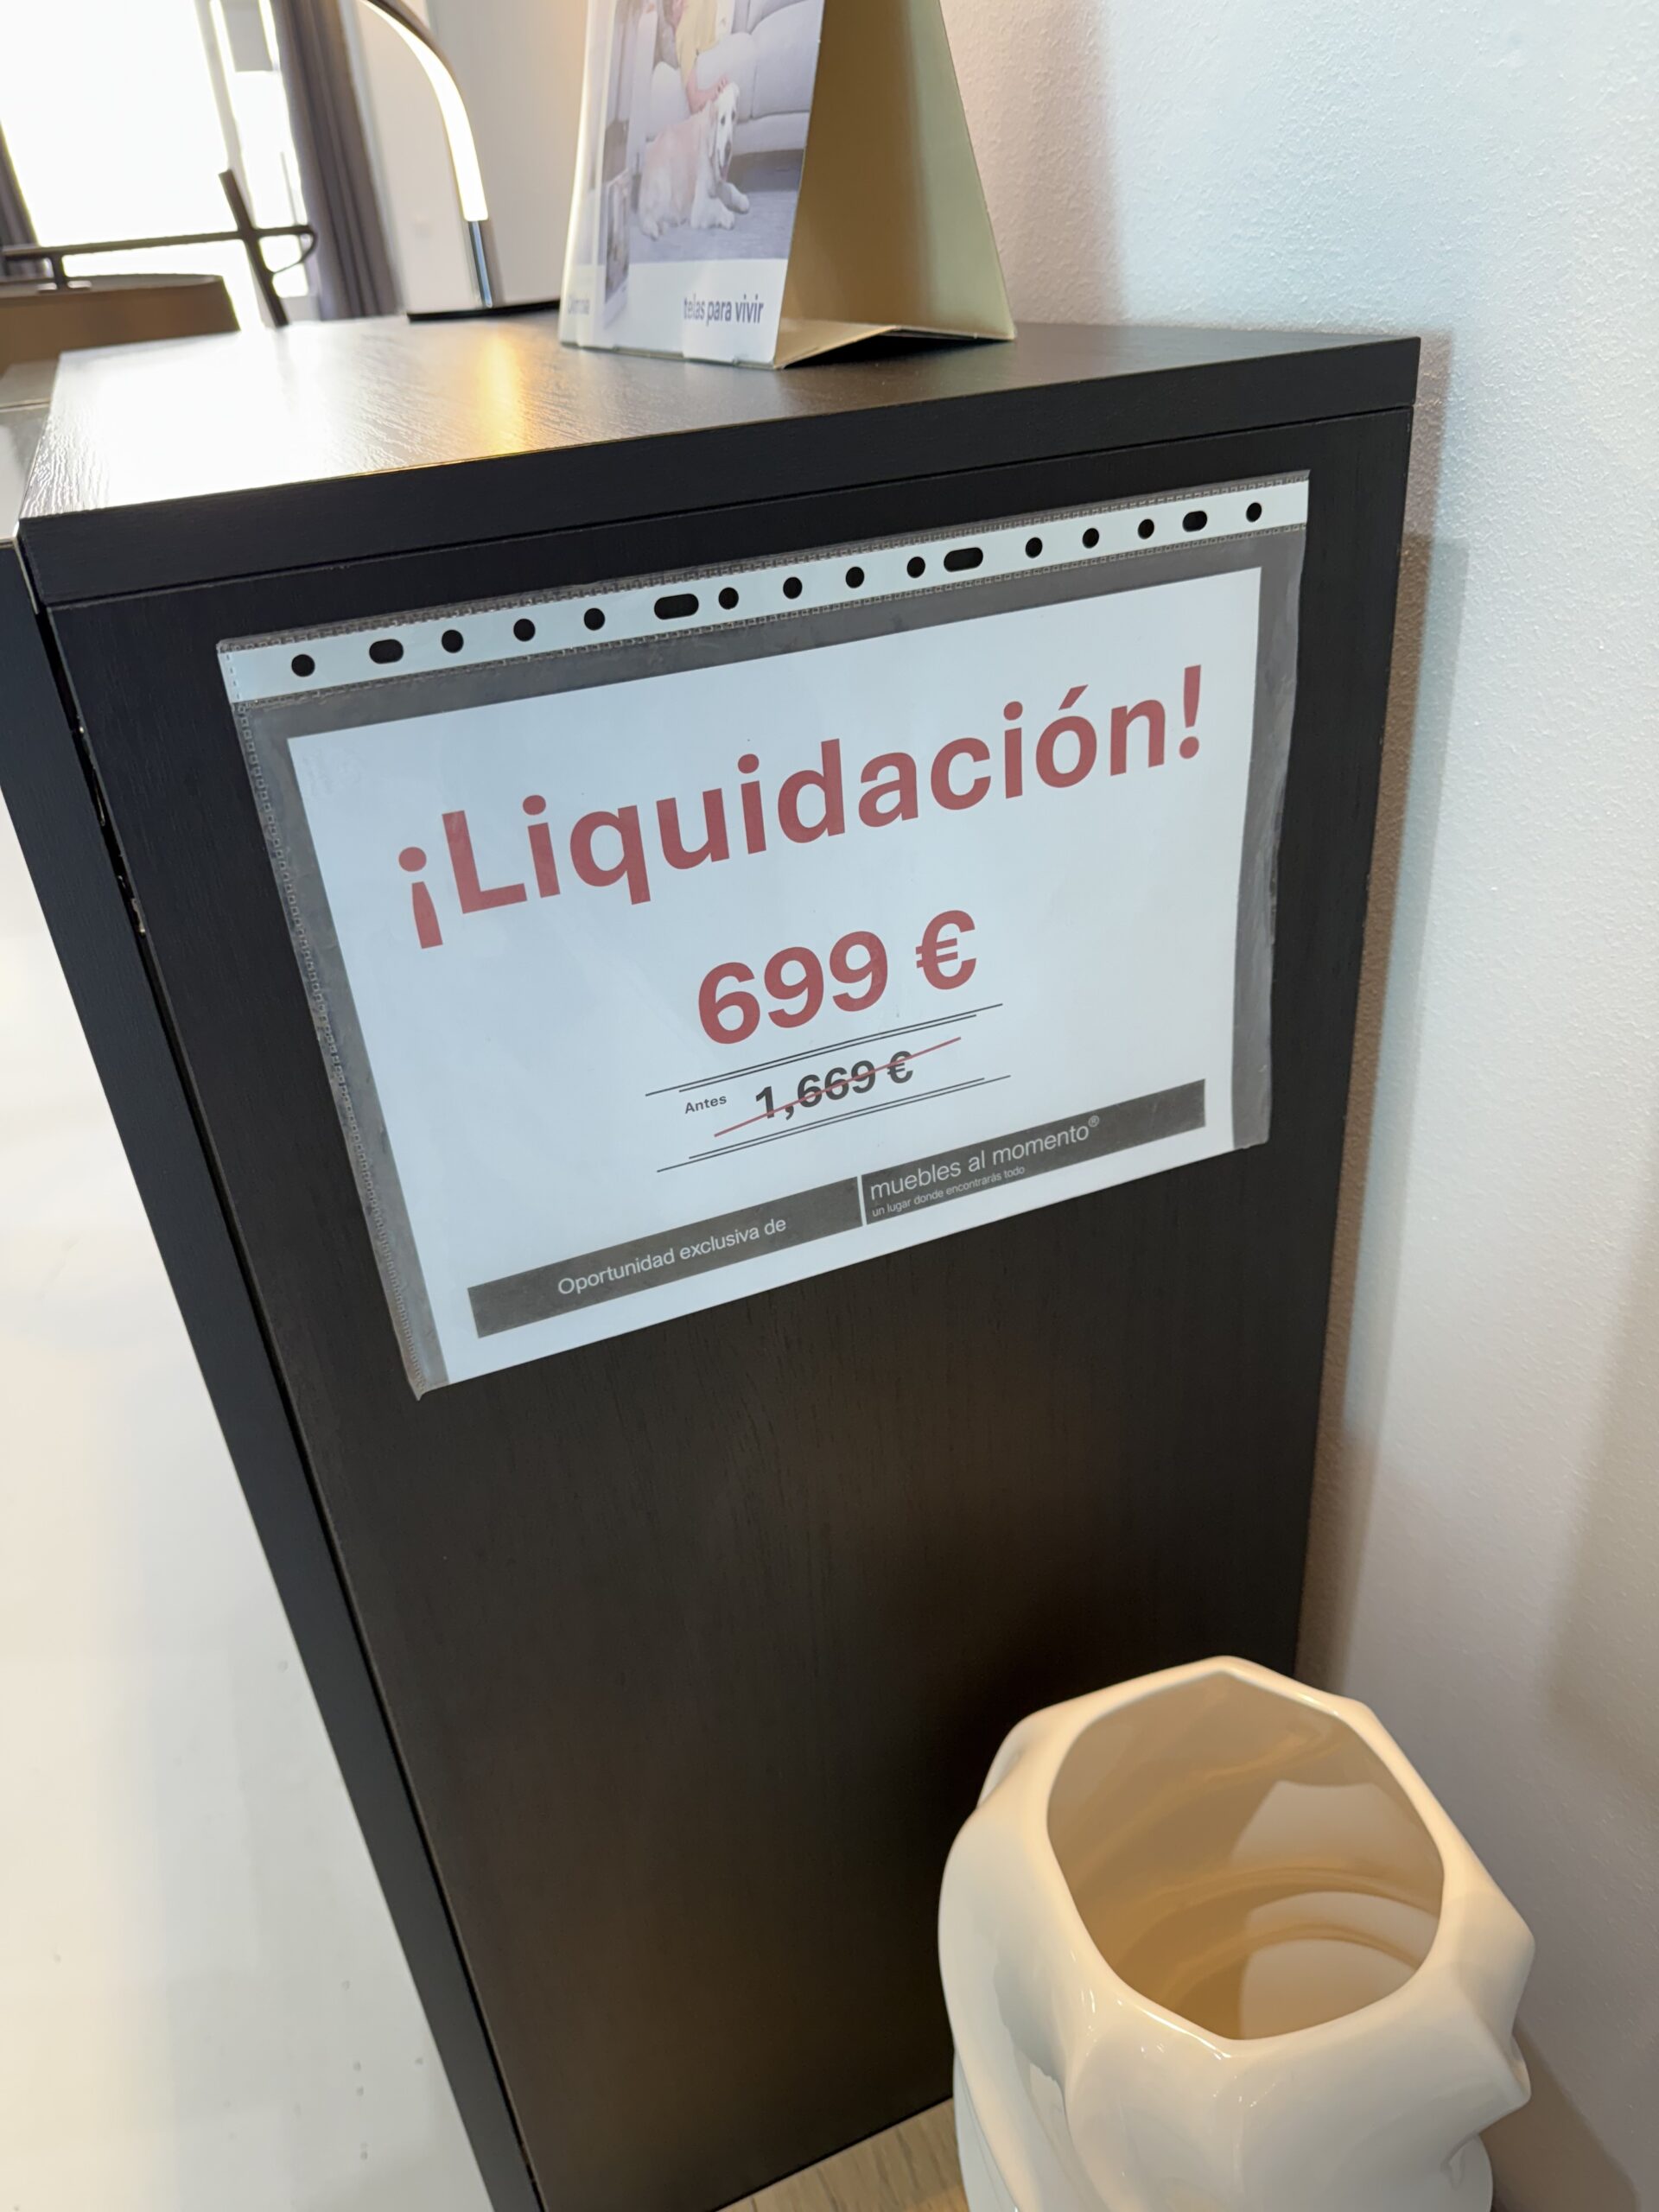 telas para vivir
¡Liquidación!
699 €
Antes 1,669 €
Oportunidad exclusiva de
muebles al momento®
un lugar donde encontrarás todo